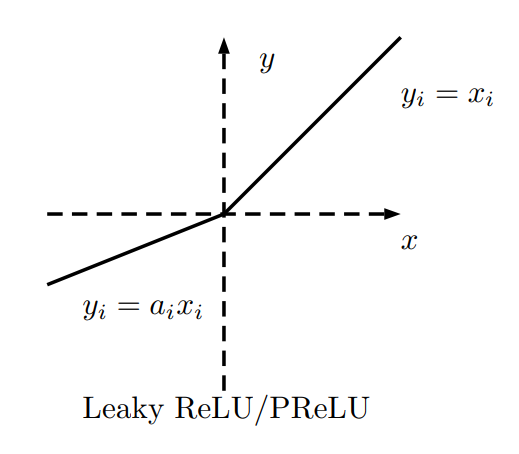 y
y_i = x_i
x
y_i = a_i x_i
Leaky ReLU/PReLU